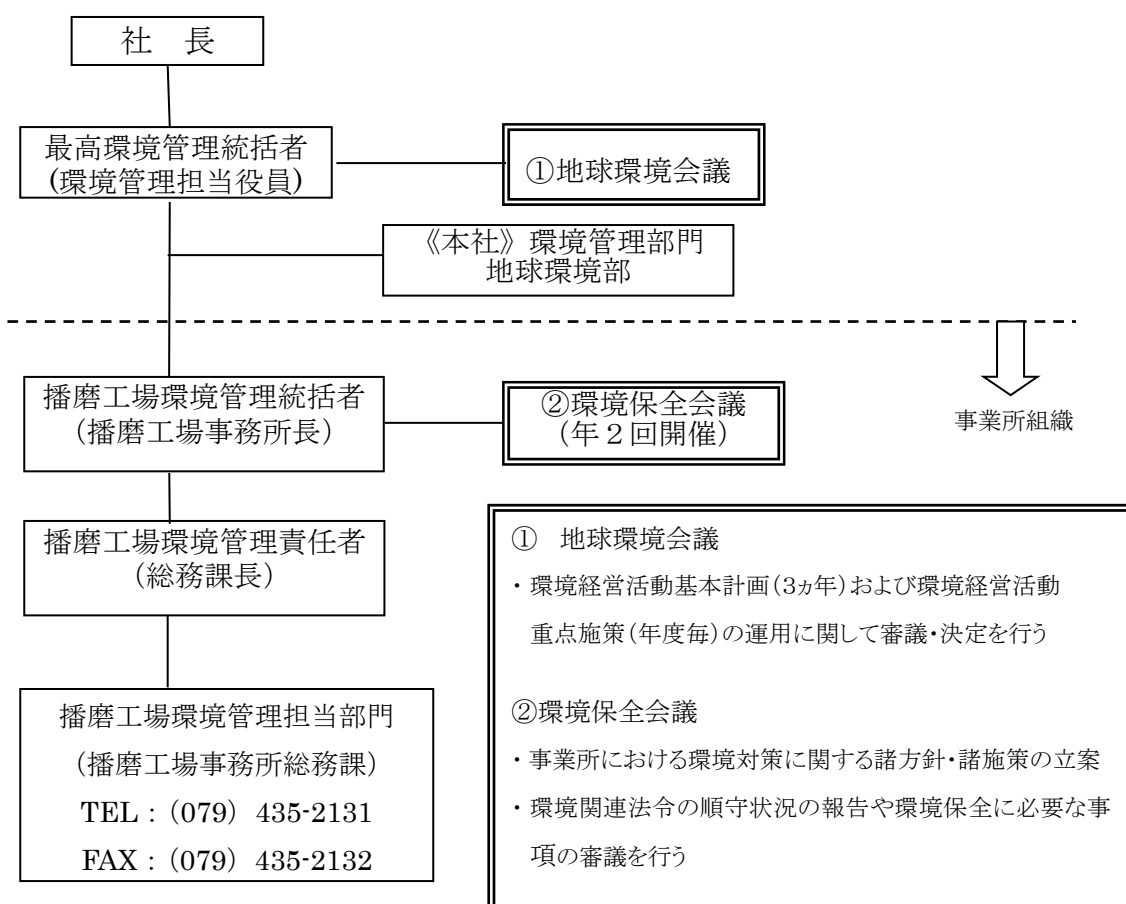 社 長
最高環境管理統括者
(環境管理担当役員)
①地球環境会議
《本社》環境管理部門
地球環境部
播磨工場環境管理統括者
(播磨工場事務所長)
②環境保全会議
(年2回開催)
事業所組織
播磨工場環境管理責任者
(総務課長)
播磨工場環境管理担当部門
(播磨工場事務所総務課)
TEL：(079) 435-2131
FAX：(079) 435-2132
① 地球環境会議
・環境経営活動基本計画(3ヵ年)および環境経営活動
重点施策(年度毎)の運用に関して審議・決定を行う
②環境保全会議
・事業所における環境対策に関する諸方針・諸施策の立案
・環境関連法令の順守状況の報告や環境保全に必要な事
項の審議を行う